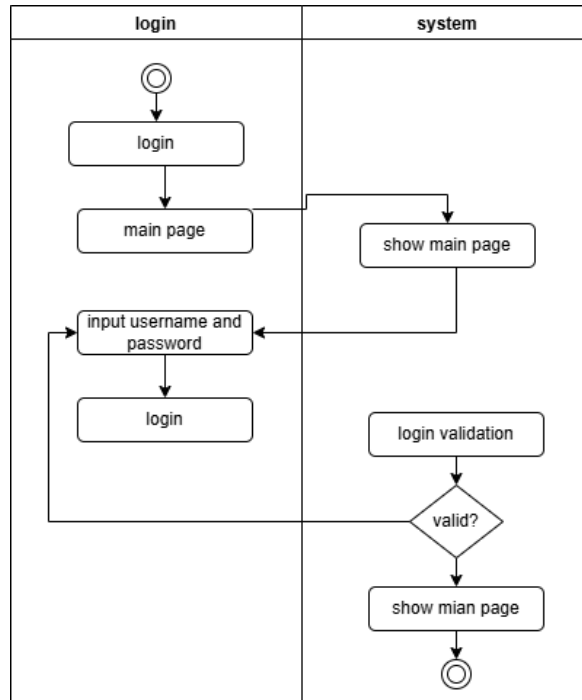 login
system
login
main page
show main page
input username and
password
login
login validation
valid?
show mian page